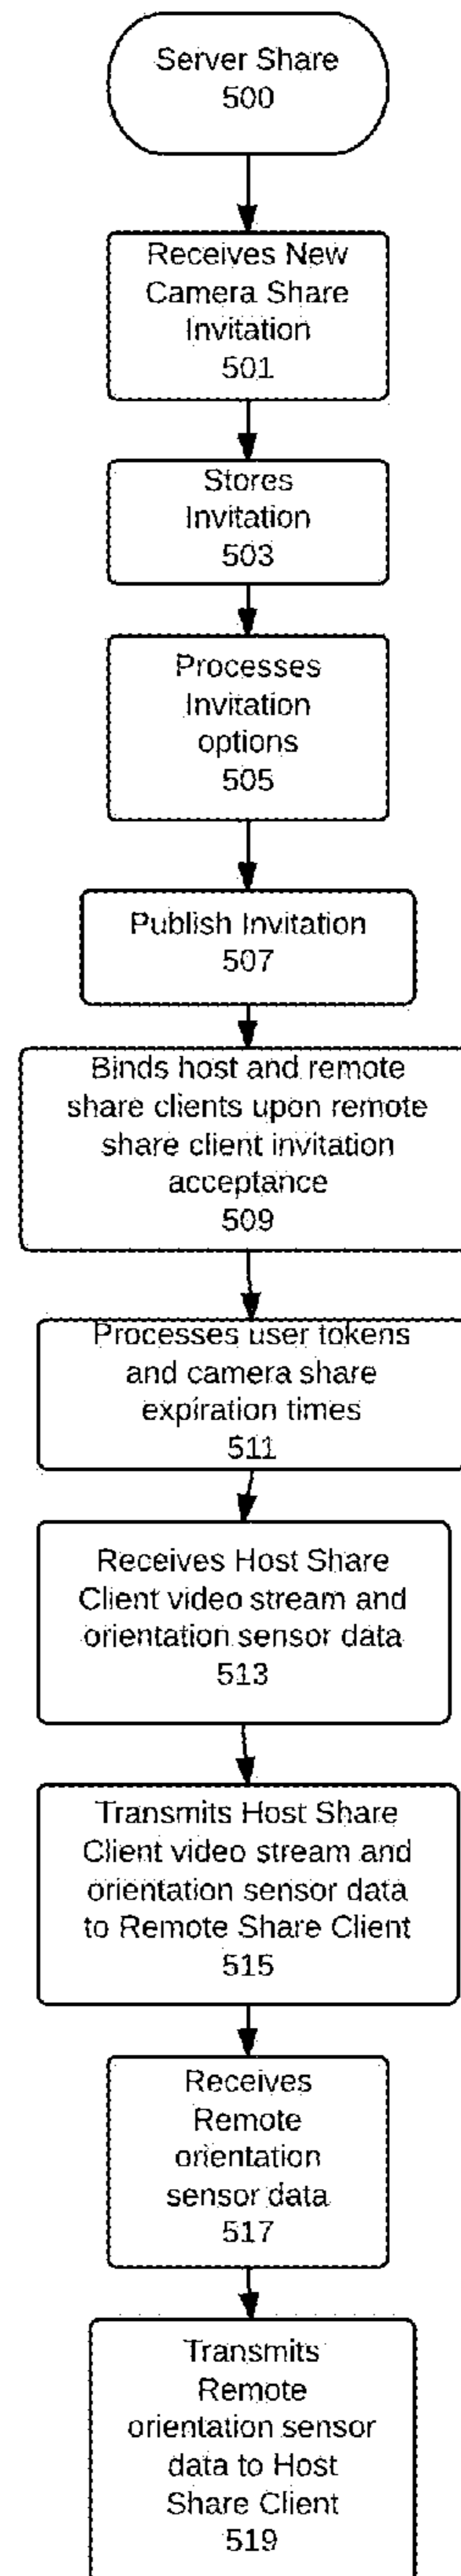 Server Share
500
Receives New
Camera Share
Invitation
501
Stores
Invitation
503
Processes
Invitation
options
505
Publish Invitation
507
Binds host and remote
share clients upon remote
share client invitation
acceptance
509
Processes user tokens
and camera share
expiration times
511
Receives Host Share
Client video stream and
orientation sensor data
513
Transmits Host Share
Client video stream and
orientation sensor data
to Remote Share Client
515
Receives
Remote
orientation
sensor data
517
Transmits
Remote
orientation sensor
data to Host
Share Client
519